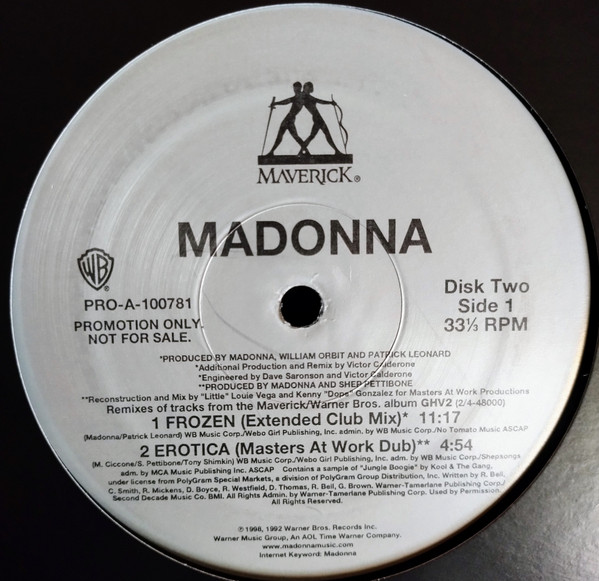 MAVERICK®
MADONNA
WB
PRO-A-100781
PROMOTION ONLY.
NOT FOR SALE.
Disk Two
Side 1
33⅓ RPM
*PRODUCED BY MADONNA, WILLIAM ORBIT AND PATRICK LEONARD
*Additional Production and Remix by Victor Calderone
*Engineered by Dave Saronson and Victor Calderone
**PRODUCED BY MADONNA AND SHEP PETTIBONE
**Reconstruction and Mix by "Little" Louie Vega and Kenny "Dope" Gonzalez for Masters At Work Productions
Remixes of tracks from the Maverick/Warner Bros. album GHV2 (2/4-48000)
1 FROZEN (Extended Club Mix)* 11:17
(Madonna/Patrick Leonard) WB Music Corp./Webo Girl Publishing, Inc. admin. by WB Music Corp./No Tomato Music ASCAP
2 EROTICA (Masters At Work Dub)** 4:54
(M. Ciccone/S. Pettibone/Tony Shimkin) WB Music Corp./Webo Girl Publishing, Inc. adm. by WB Music Corp./Shepsongs,
adm. by MCA Music Publishing Inc. ASCAP Contains a sample of "Jungle Boogie" by Kool & The Gang,
under license from PolyGram Special Markets, a division of PolyGram Group Distribution, Inc. Written by R. Bell,
C. Smith, R. Mickens, D. Boyce, R. Westfield, D. Thomas, R. Bell, G. Brown. Warner-Tamerlane Publishing Corp./
Second Decade Music Co. BMI. All Rights Admin. by Warner-Tamerlane Publishing Corp. Used by Permission.
All Rights Reserved.
℗ 1998, 1992 Warner Bros. Records Inc.
Warner Music Group, An AOL Time Warner Company.
www.madonnamusic.com
Internet Keyword: Madonna